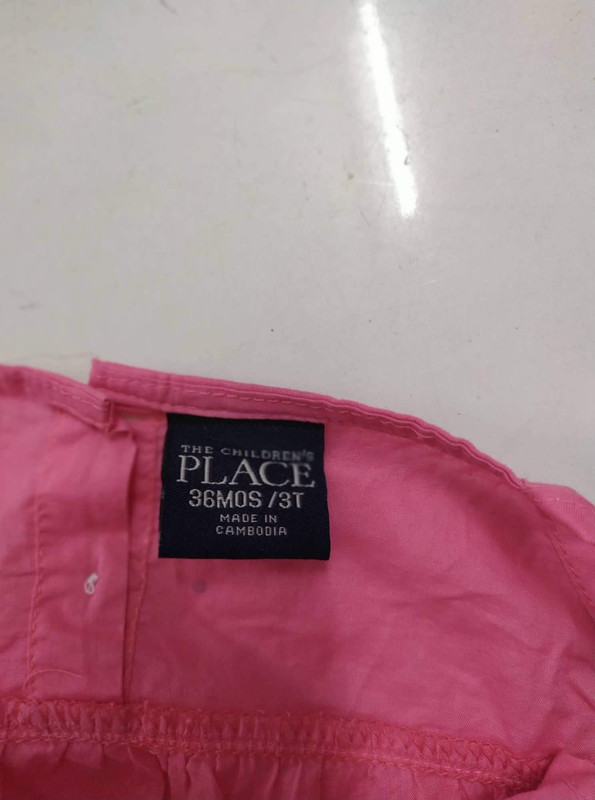 THE CHILDREN'S
PLACE
36MOS /3T
MADE IN
CAMBODIA